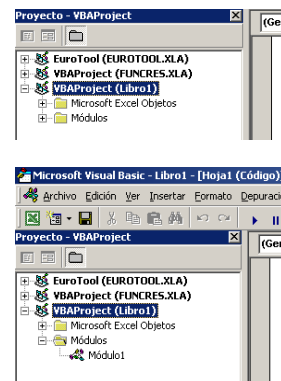 Proyecto - VBAProject
(Ge
EuroTool (EUROTOOL.XLA)
VBAProject (FUNCRES.XLA)
VBAProject (Libro1)
Microsoft Excel Objetos
Módulos
Microsoft Visual Basic - Libro1 - [Hoja1 (Código)
Archivo Edición Ver Insertar Formato Depuraci
Proyecto - VBAProject
(Ger
EuroTool (EUROTOOL.XLA)
VBAProject (FUNCRES.XLA)
VBAProject (Libro1)
Microsoft Excel Objetos
Módulos
Módulo1